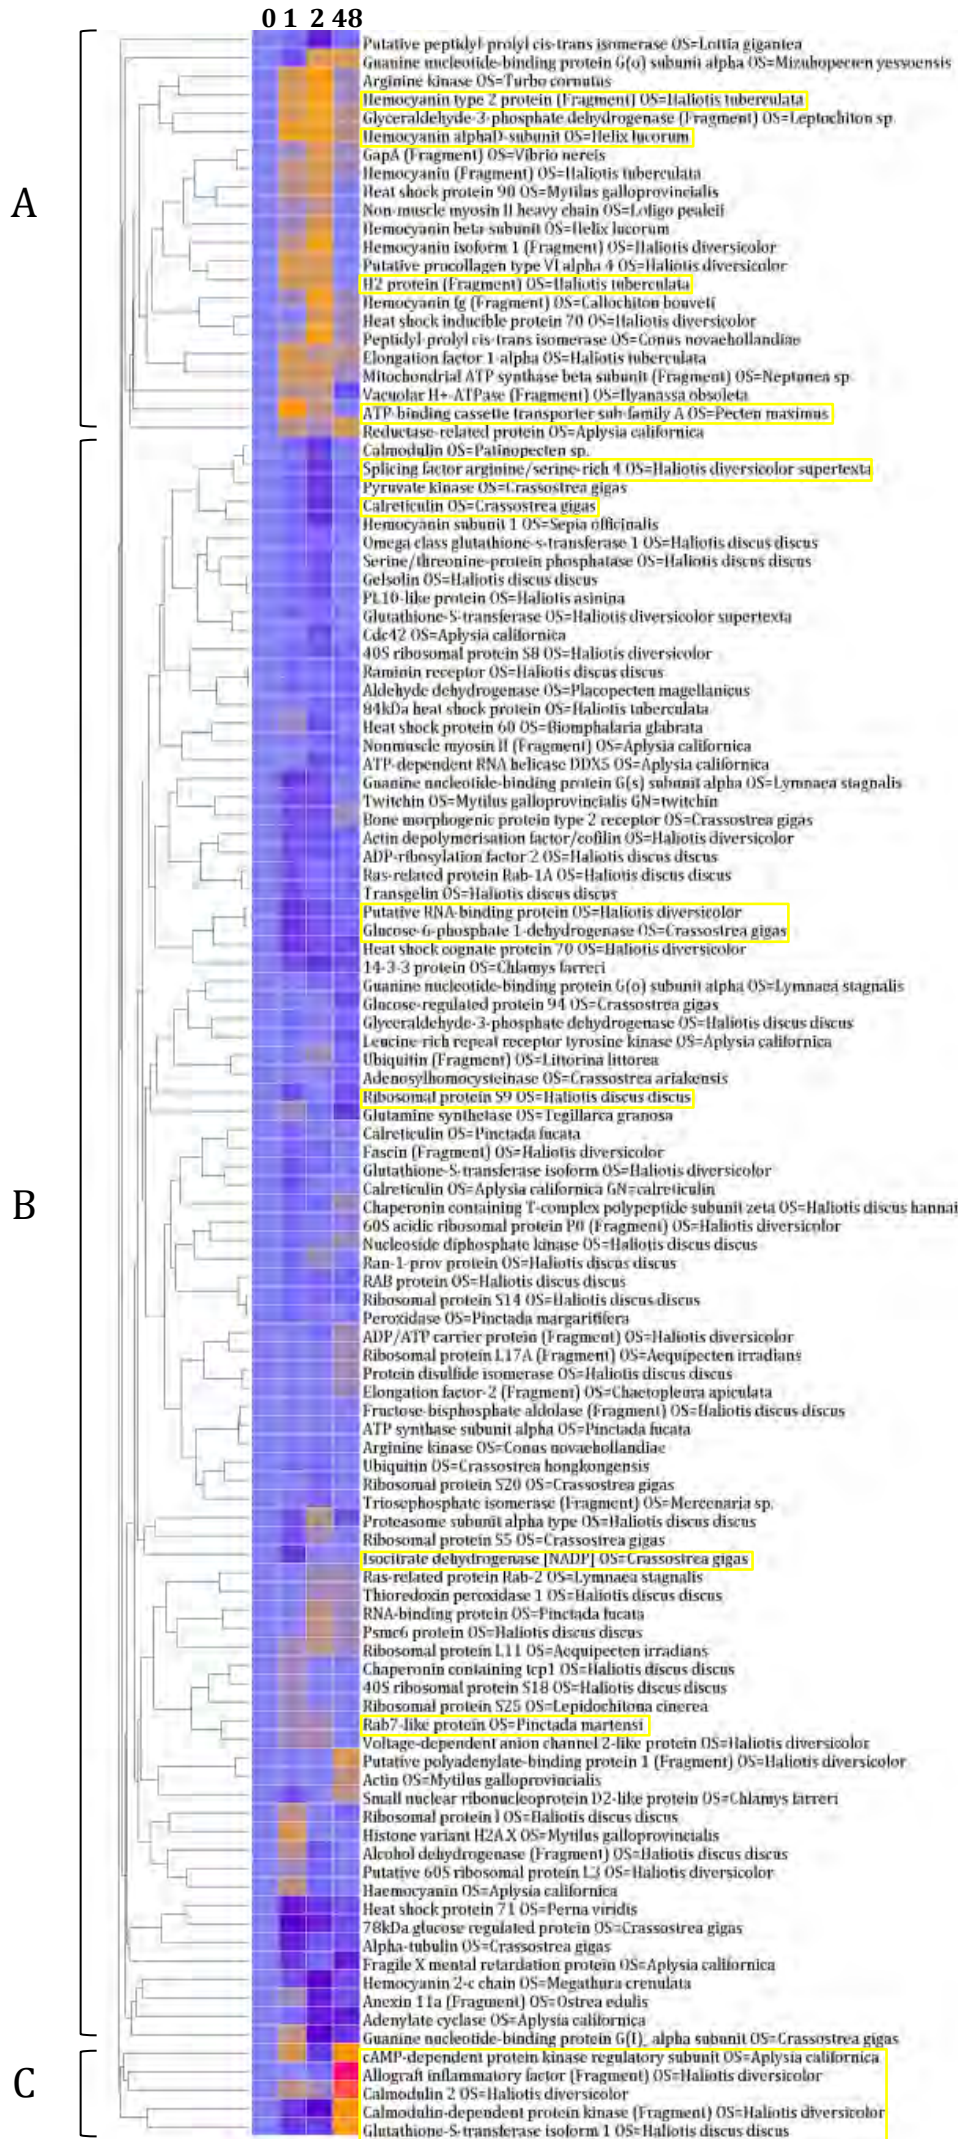 0 1 2 48
A
Putative peptidyl-prolyl cis-trans isomerase OS=Lottia gigantea
Guanine nucleotide-binding protein G(o) subunit alpha OS=Mizuhopecten yessoensis
Arginine kinase OS=Turbo cornutus
Hemocyanin type 2 protein (Fragment) OS=Haliotis tuberculata
Glyceraldehyde-3-phosphate dehydrogenase (Fragment) OS=Leptochiton sp.
Hemocyanin alphaD-subunit OS=Helix lucorum
GapA (Fragment) OS=Vibrio nereis
Hemocyanin (Fragment) OS=Haliotis tuberculata
Heat shock protein 90 OS=Mytilus galloprovincialis
Non-muscle myosin II heavy chain OS=Loligo pealeii
Hemocyanin beta-subunit OS=Helix lucorum
Hemocyanin isoform 1 (Fragment) OS=Haliotis diversicolor
Putative procollagen type VI alpha 4 OS=Haliotis diversicolor
H2 protein (Fragment) OS=Haliotis tuberculata
Hemocyanin fg (Fragment) OS=Callochiton bouveti
Heat shock inducible protein 70 OS=Haliotis diversicolor
Peptidyl-prolyl cis-trans isomerase OS=Conus novaehollandiae
Elongation factor 1-alpha OS=Haliotis tuberculata
Mitochondrial ATP synthase beta subunit (Fragment) OS=Neptunea sp
Vacuolar H+-ATPase (Fragment) OS=Ilyanassa obsoleta
ATP-binding cassette transporter sub-family A OS=Pecten maximus
Reductase-related protein OS=Aplysia californica
B
Calmodulin OS=Patinopecten sp.
Splicing factor arginine/serine-rich 4 OS=Haliotis diversicolor supertexta
Pyruvate kinase OS=Crassostrea gigas
Calreticulin OS=Crassostrea gigas
Hemocyanin subunit 1 OS=Sepia officinalis
Omega class glutathione-s-transferase 1 OS=Haliotis discus discus
Serine/threonine-protein phosphatase OS=Haliotis discus discus
Gelsolin OS=Haliotis discus discus
PL10-like protein OS=Haliotis asinina
Glutathione-S-transferase OS=Haliotis diversicolor supertexta
Cdc42 OS=Aplysia californica
40S ribosomal protein S8 OS=Haliotis diversicolor
Raminin receptor OS=Haliotis discus discus
Aldehyde dehydrogenase OS=Placopecten magellanicus
84kDa heat shock protein OS=Haliotis tuberculata
Heat shock protein 60 OS=Biomphalaria glabrata
Nonmuscle myosin II (Fragment) OS=Aplysia californica
ATP-dependent RNA helicase DDX5 OS=Aplysia californica
Guanine nucleotide-binding protein G(s) subunit alpha OS=Lymnaea stagnalis
Twitchin OS=Mytilus galloprovincialis GN=twitchin
Bone morphogenic protein type 2 receptor OS=Crassostrea gigas
Actin depolymerisation factor/cofilin OS=Haliotis diversicolor
ADP-ribosylation factor 2 OS=Haliotis discus discus
Ras-related protein Rab-1A OS=Haliotis discus discus
Transgelin OS=Haliotis discus discus
Putative RNA-binding protein OS=Haliotis diversicolor
Glucose-6-phosphate 1-dehydrogenase OS=Crassostrea gigas
Heat shock cognate protein 70 OS=Haliotis diversicolor
14-3-3 protein OS=Chlamys farreri
Guanine nucleotide-binding protein G(o) subunit alpha OS=Lymnaea stagnalis
Glucose-regulated protein 94 OS=Crassostrea gigas
Glyceraldehyde-3-phosphate dehydrogenase OS=Haliotis discus discus
Leucine-rich repeat receptor tyrosine kinase OS=Aplysia californica
Ubiquitin (Fragment) OS=Littorina littorea
Adenosylhomocysteinase OS=Crassostrea ariakensis
Ribosomal protein S9 OS=Haliotis discus discus
Glutamine synthetase OS=Tegillarca granosa
Calreticulin OS=Pinctada fucata
Fascin (Fragment) OS=Haliotis diversicolor
Glutathione-S-transferase isoform OS=Haliotis diversicolor
Calreticulin OS=Aplysia californica GN=calreticulin
Chaperonin containing T-complex polypeptide subunit zeta OS=Haliotis discus hannai
60S acidic ribosomal protein P0 (Fragment) OS=Haliotis diversicolor
Nucleoside diphosphate kinase OS=Haliotis discus discus
Ran-1-prov protein OS=Haliotis discus discus
RAB protein OS=Haliotis discus discus
Ribosomal protein S14 OS=Haliotis discus discus
Peroxidase OS=Pinctada margaritifera
ADP/ATP carrier protein (Fragment) OS=Haliotis diversicolor
Ribosomal protein L17A (Fragment) OS=Aequipecten irradians
Protein disulfide isomerase OS=Haliotis discus discus
Elongation factor-2 (Fragment) OS=Chaetopleura apiculata
Fructose-bisphosphate aldolase (Fragment) OS=Haliotis discus discus
ATP synthase subunit alpha OS=Pinctada fucata
Arginine kinase OS=Conus novaehollandiae
Ubiquitin OS=Crassostrea hongkongensis
Ribosomal protein S20 OS=Crassostrea gigas
Triosephosphate isomerase (Fragment) OS=Mercenaria sp.
Proteasome subunit alpha type OS=Haliotis discus discus
Ribosomal protein S5 OS=Crassostrea gigas
Isocitrate dehydrogenase [NADP] OS=Crassostrea gigas
Ras-related protein Rab-2 OS=Lymnaea stagnalis
Thioredoxin peroxidase 1 OS=Haliotis discus discus
RNA-binding protein OS=Pinctada fucata
Psmc6 protein OS=Haliotis discus discus
Ribosomal protein L11 OS=Aequipecten irradians
Chaperonin containing tcp1 OS=Haliotis discus discus
40S ribosomal protein S18 OS=Haliotis discus discus
Ribosomal protein S25 OS=Lepidochitona cinerea
Rab7-like protein OS=Pinctada martensi
Voltage-dependent anion channel 2-like protein OS=Haliotis diversicolor
Putative polyadenylate-binding protein 1 (Fragment) OS=Haliotis diversicolor
Actin OS=Mytilus galloprovincialis
Small nuclear ribonucleoprotein D2-like protein OS=Chlamys farreri
Ribosomal protein l OS=Haliotis discus discus
Histone variant H2A.X OS=Mytilus galloprovincialis
Alcohol dehydrogenase (Fragment) OS=Haliotis discus discus
Putative 60S ribosomal protein L3 OS=Haliotis diversicolor
Haemocyanin OS=Aplysia californica
Heat shock protein 71 OS=Perna viridis
78kDa glucose regulated protein OS=Crassostrea gigas
Alpha-tubulin OS=Crassostrea gigas
Fragile X mental retardation protein OS=Aplysia californica
Hemocyanin 2-c chain OS=Megathura crenulata
Anexin 11a (Fragment) OS=Ostrea edulis
Adenylate cyclase OS=Aplysia californica
Guanine nucleotide-binding protein G(I), alpha subunit OS=Crassostrea gigas
C
cAMP-dependent protein kinase regulatory subunit OS=Aplysia californica
Allograft inflammatory factor (Fragment) OS=Haliotis diversicolor
Calmodulin 2 OS=Haliotis diversicolor
Calmodulin-dependent protein kinase (Fragment) OS=Haliotis diversicolor
Glutathione-S-transferase isoform 1 OS=Haliotis discus discus